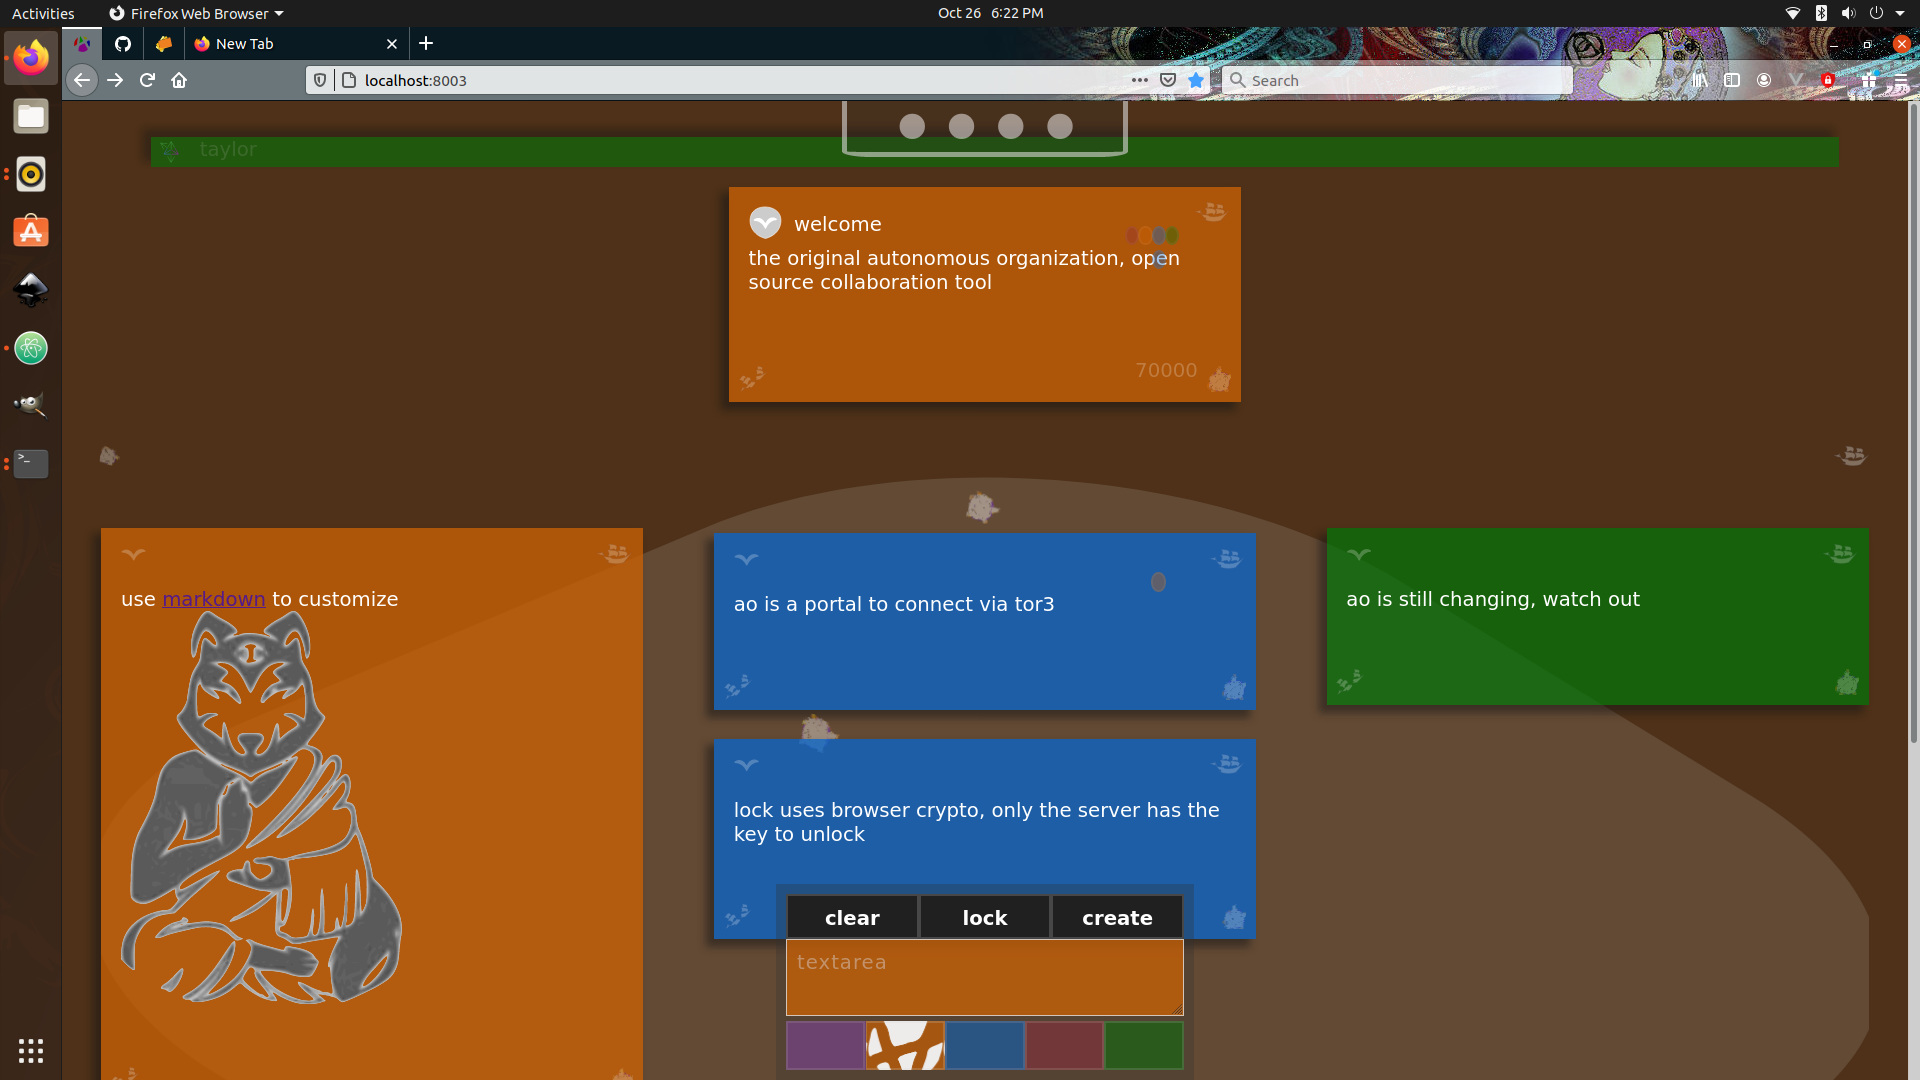 Activities
Firefox Web Browser
Oct 26 6:22 PM
New Tab
localhost:8003
Search
taylor
welcome
the original autonomous organization, open
source collaboration tool
70000
use markdown to customize
ao is a portal to connect via tor3
ao is still changing, watch out
lock uses browser crypto, only the server has the
key to unlock
clear
lock
create
textarea